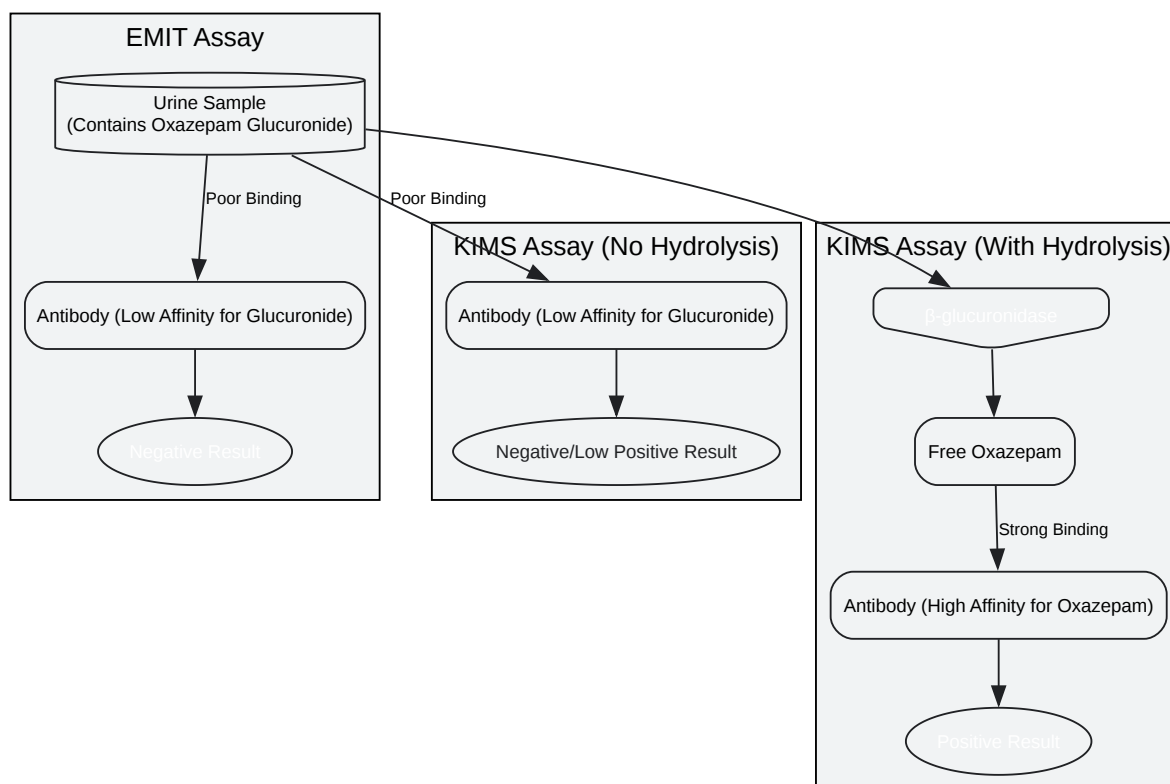 EMIT Assay
Urine Sample
(Contains Oxazepam Glucuronide)
Poor Binding
Antibody (Low Affinity for Glucuronide)
Negative Result
Poor Binding
KIMS Assay (No Hydrolysis)
Antibody (Low Affinity for Glucuronide)
Negative/Low Positive Result
KIMS Assay (With Hydrolysis)
β-glucuronidase
Free Oxazepam
Strong Binding
Antibody (High Affinity for Oxazepam)
Positive Result